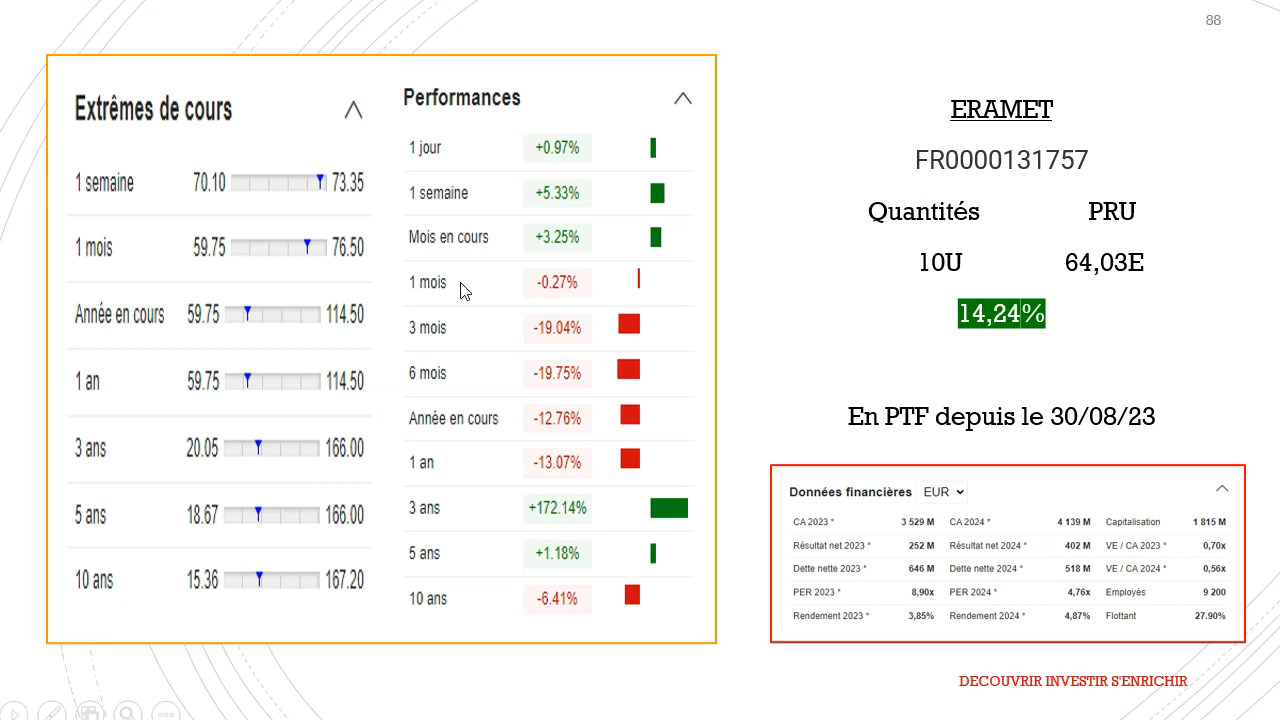 88
Extrêmes de cours
1 semaine 70.10 73.35
1 mois 59.75 76.50
Année en cours 59.75 114.50
1 an 59.75 114.50
3 ans 20.05 166.00
5 ans 18.67 166.00
10 ans 15.36 167.20
Performances
1 jour +0.97%
1 semaine +5.33%
Mois en cours +3.25%
1 mois -0.27%
3 mois -19.04%
6 mois -19.75%
Année en cours -12.76%
1 an -13.07%
3 ans +172.14%
5 ans +1.18%
10 ans -6.41%
ERAMET
FR0000131757
Quantités PRU
10U 64,03E
14,24%
En PTF depuis le 30/08/23
Données financières EUR
CA 2023 * 3 529 M CA 2024 * 4 139 M Capitalisation 1 815 M
Résultat net 2023 * 252 M Résultat net 2024 * 402 M VE / CA 2023 * 0,70x
Dette nette 2023 * 646 M Dette nette 2024 * 518 M VE / CA 2024 * 0,56x
PER 2023 * 8,90x PER 2024 * 4,76x Employés 9 200
Rendement 2023 * 3,85% Rendement 2024 * 4,87% Flottant 27.90%
DECOUVRIR INVESTIR S'ENRICHIR